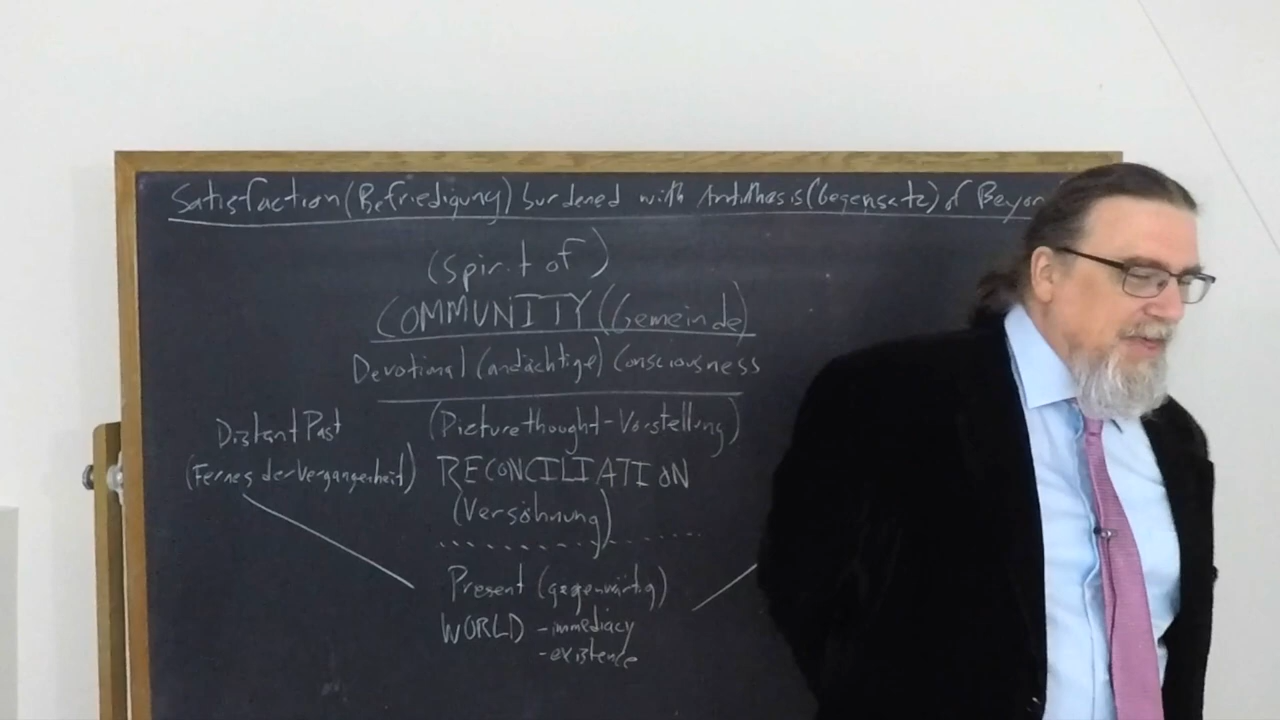 Satisfaction (Befriedigung) burdened with Antithesis (Gegensatz) of Beyon
(Spirit of)
COMMUNITY (Gemeinde)
Devotional (andächtige) Consciousness
(Picturethought-Vorstellung)
Distant Past
(Fernes der Vergangenheit)
RECONCILIATION
(Versöhnung)
Present (gegenwärtig)
WORLD -immediacy
-existence